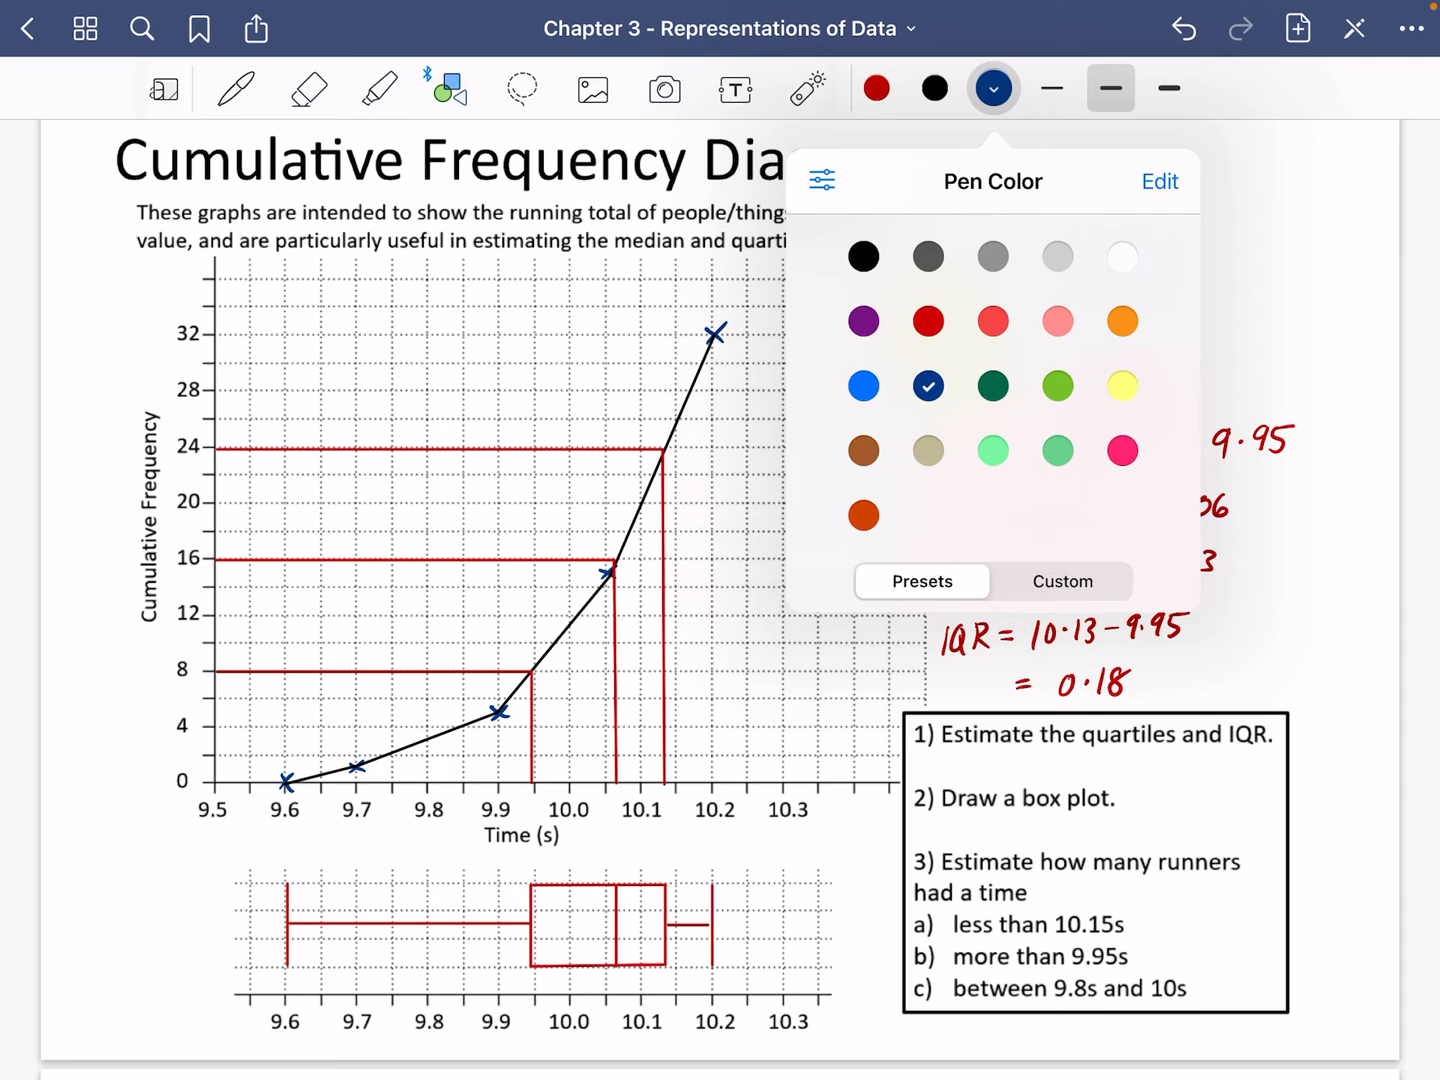 Chapter 3 - Representations of Data
T
Cumulative Frequency Dia
These graphs are intended to show the running total of people/thing
value, and are particularly useful in estimating the median and quarti
Pen Color
Edit
Presets
Custom
Cumulative Frequency
32
28
24
20
16
12
8
4
0
9.5 9.6 9.7 9.8 9.9 10.0 10.1 10.2 10.3
Time (s)
9.6 9.7 9.8 9.9 10.0 10.1 10.2 10.3
9.95
06
3
IQR = 10.13 - 9.95
= 0.18
1) Estimate the quartiles and IQR.
2) Draw a box plot.
3) Estimate how many runners
had a time
a) less than 10.15s
b) more than 9.95s
c) between 9.8s and 10s